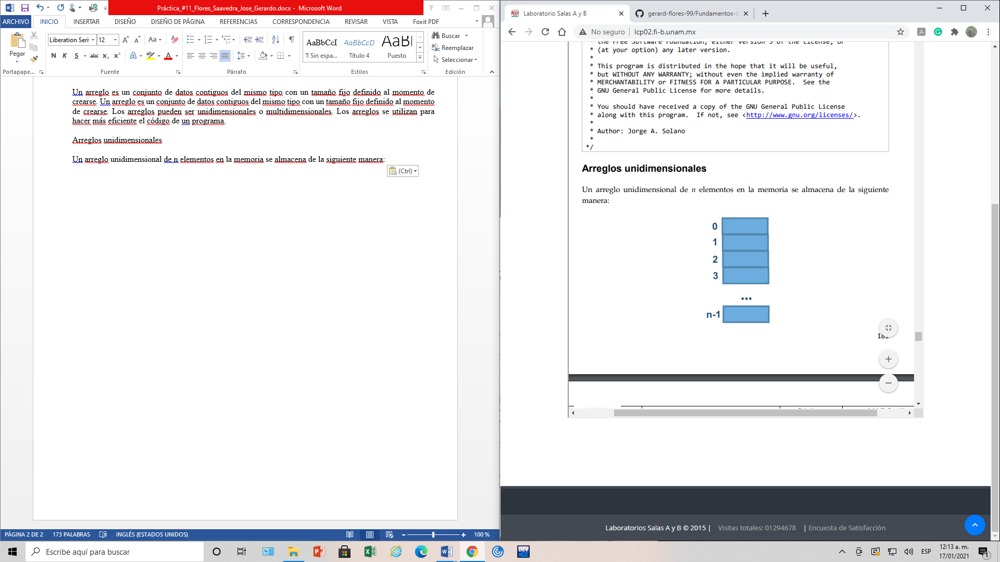 Práctica_#11_Flores_Saavedra_Jose_Gerardo.docx - Microsoft Word
ARCHIVO INICIO INSERTAR DISEÑO DISEÑO DE PÁGINA REFERENCIAS CORRESPONDENCIA REVISAR VISTA Foxit PDF
Pegar
Liberation Seri 12
Aa
N K S abc x₂ x²
AaBbCcI AaBbCcD AaBl
¶ Sin espa... Título 4 Puesto
Buscar
Reemplazar
Seleccionar
Portapape... Fuente Párrafo Estilos Edición
Un arreglo es un conjunto de datos contiguos del mismo tipo con un tamaño fijo definido al momento de
crearse. Un arreglo es un conjunto de datos contiguos del mismo tipo con un tamaño fijo definido al momento
de crearse. Los arreglos pueden ser unidimensionales o multidimensionales. Los arreglos se utilizan para
hacer más eficiente el código de un programa.
Arreglos unidimensionales
Un arreglo unidimensional de n elementos en la memoria se almacena de la siguiente manera:
(Ctrl)
PÁGINA 2 DE 2 173 PALABRAS INGLÉS (ESTADOS UNIDOS) 100 %
Laboratorio Salas A y B
gerard-flores-99/Fundamentos-d
No seguro | lcp02.fi-b.unam.mx
* the Free Software Foundation, either version 3 of the License, or
* (at your option) any later version.
*
* This program is distributed in the hope that it will be useful,
* but WITHOUT ANY WARRANTY; without even the implied warranty of
* MERCHANTABILITY or FITNESS FOR A PARTICULAR PURPOSE. See the
* GNU General Public License for more details.
*
* You should have received a copy of the GNU General Public License
* along with this program. If not, see <http://www.gnu.org/licenses/>.
*
* Author: Jorge A. Solano
*
*/
Arreglos unidimensionales
Un arreglo unidimensional de n elementos en la memoria se almacena de la siguiente
manera:
0
1
2
3
...
n-1
181
Laboratorios Salas A y B © 2015 | Visitas totales: 01294678 | Encuesta de Satisfacción
Escribe aquí para buscar
DEV
ESP
12:13 a. m.
17/01/2021
1